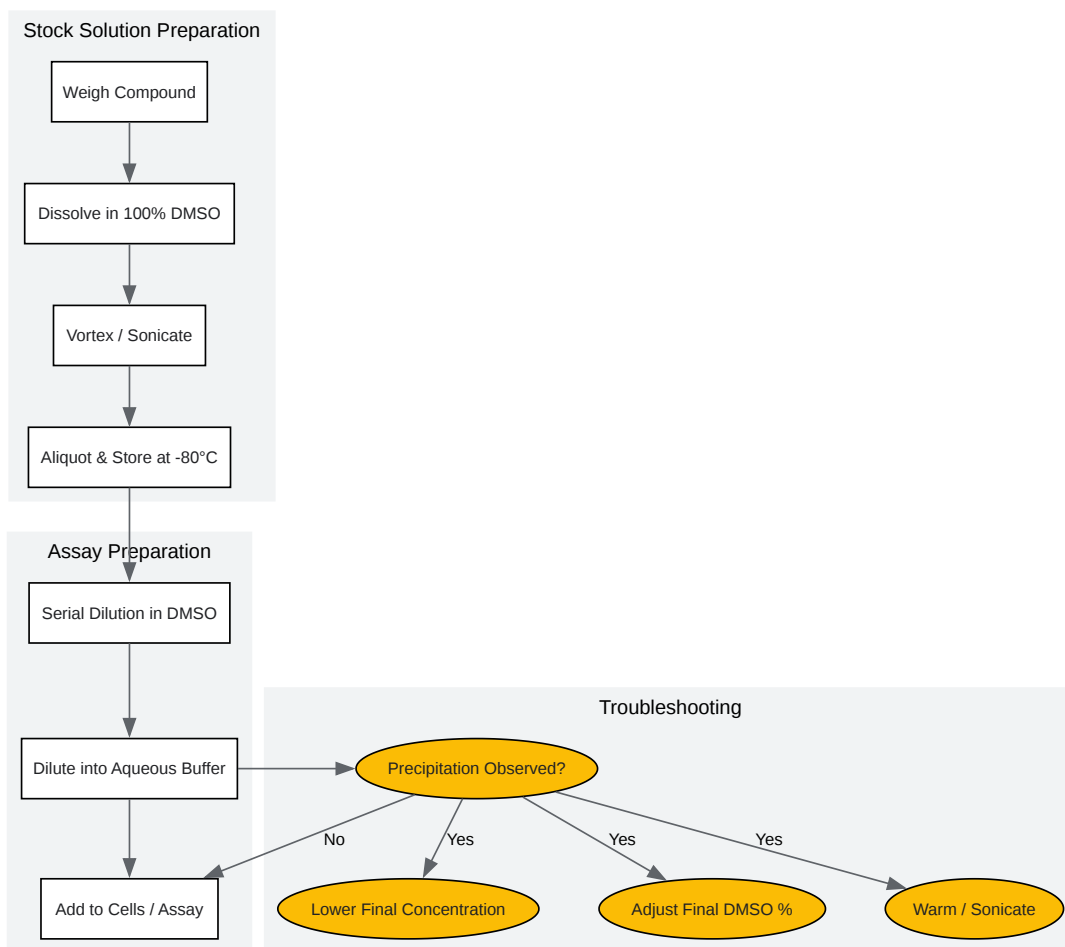 Stock Solution Preparation
Weigh Compound
Dissolve in 100% DMSO
Vortex / Sonicate
Aliquot & Store at -80°C
Assay Preparation
Serial Dilution in DMSO
Troubleshooting
Dilute into Aqueous Buffer
Precipitation Observed?
No
Yes
Yes
Yes
Add to Cells / Assay
Lower Final Concentration
Adjust Final DMSO %
Warm / Sonicate